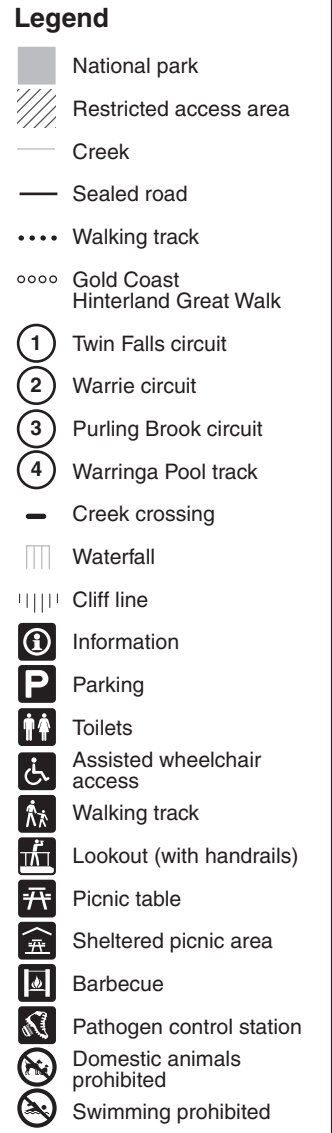 Legend
National park
Restricted access area
Creek
Sealed road
Walking track
Gold Coast
Hinterland Great Walk
1 Twin Falls circuit
2 Warrie circuit
3 Purling Brook circuit
4 Warringa Pool track
Creek crossing
Waterfall
Cliff line
Information
P Parking
Toilets
Assisted wheelchair
access
Walking track
Lookout (with handrails)
Picnic table
Sheltered picnic area
Barbecue
Pathogen control station
Domestic animals
prohibited
Swimming prohibited